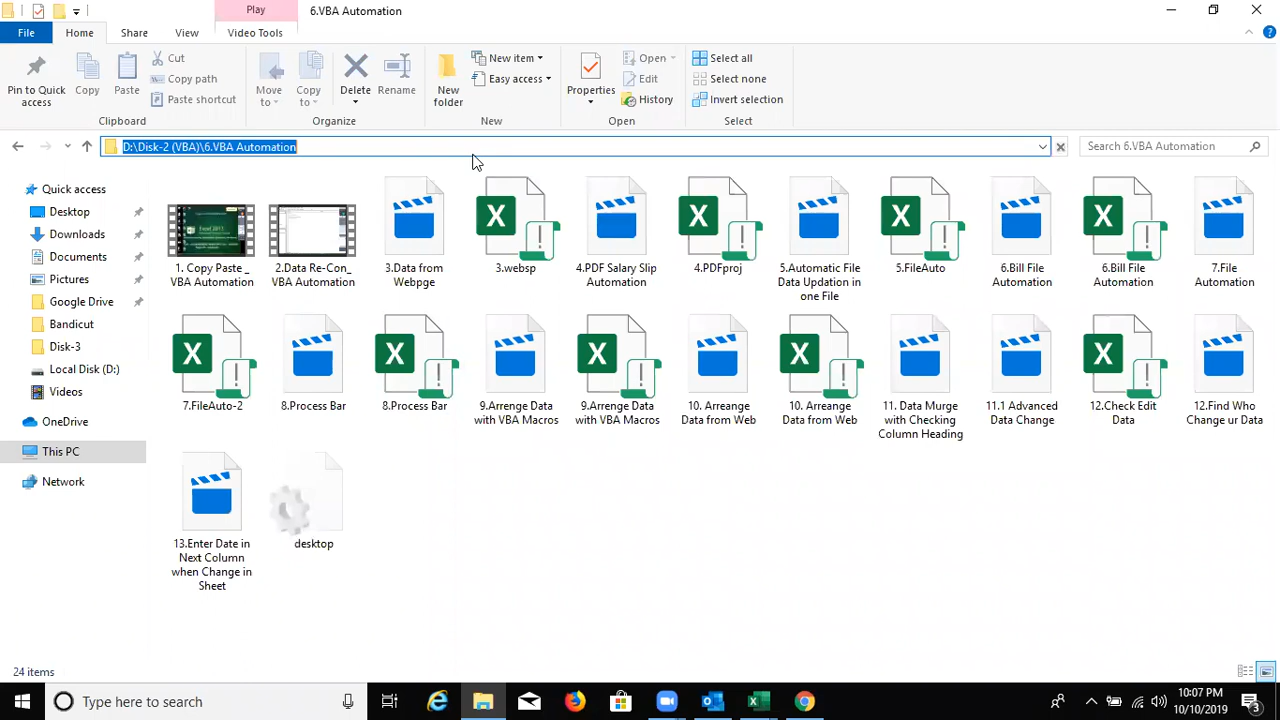 Play
6.VBA Automation
File
Home
Share
View
Video Tools
Pin to Quick
access
Copy
Paste
Cut
Copy path
Paste shortcut
Clipboard
Move
to
Copy
to
Delete
Rename
Organize
New
folder
New item
Easy access
New
Properties
Open
Edit
History
Open
Select all
Select none
Invert selection
Select
D:\Disk-2 (VBA)\6.VBA Automation
Search 6.VBA Automation
Quick access
Desktop
Downloads
Documents
Pictures
Google Drive
Bandicut
Disk-3
Local Disk (D:)
Videos
OneDrive
This PC
Network
1. Copy Paste _
VBA Automation
2.Data Re-Con_
VBA Automation
3.Data from
Webpge
3.websp
4.PDF Salary Slip
Automation
4.PDFproj
5.Automatic File
Data Updation in
one File
5.FileAuto
6.Bill File
Automation
6.Bill File
Automation
7.File
Automation
7.FileAuto-2
8.Process Bar
8.Process Bar
9.Arrenge Data
with VBA Macros
9.Arrenge Data
with VBA Macros
10. Arreange
Data from Web
10. Arreange
Data from Web
11. Data Murge
with Checking
Column Heading
11.1 Advanced
Data Change
12.Check Edit
Data
12.Find Who
Change ur Data
13.Enter Date in
Next Column
when Change in
Sheet
desktop
24 items
Type here to search
10:07 PM
10/10/2019
3